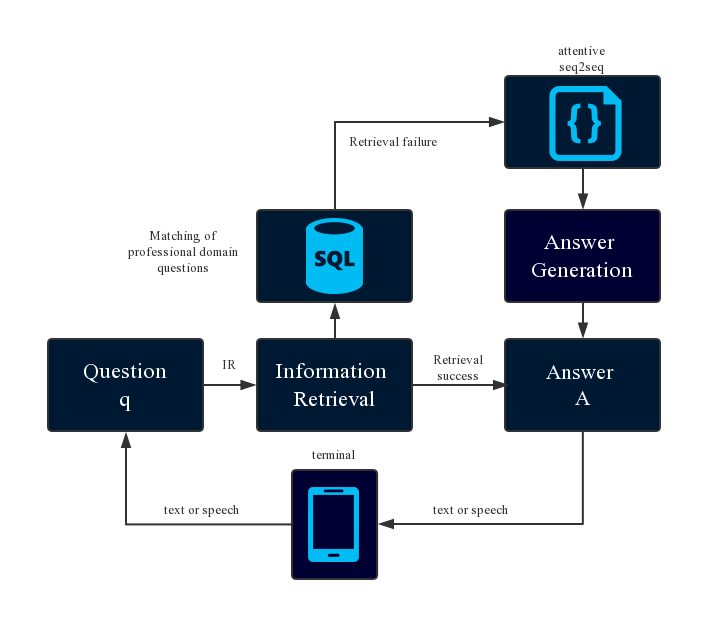 attentive
seq2seq
{}
Retrieval failure
Matching of
professional domain
questions
SQL
Answer
Generation
Question
q
IR
Information
Retrieval
Retrieval
success
Answer
A
terminal
text or speech
text or speech